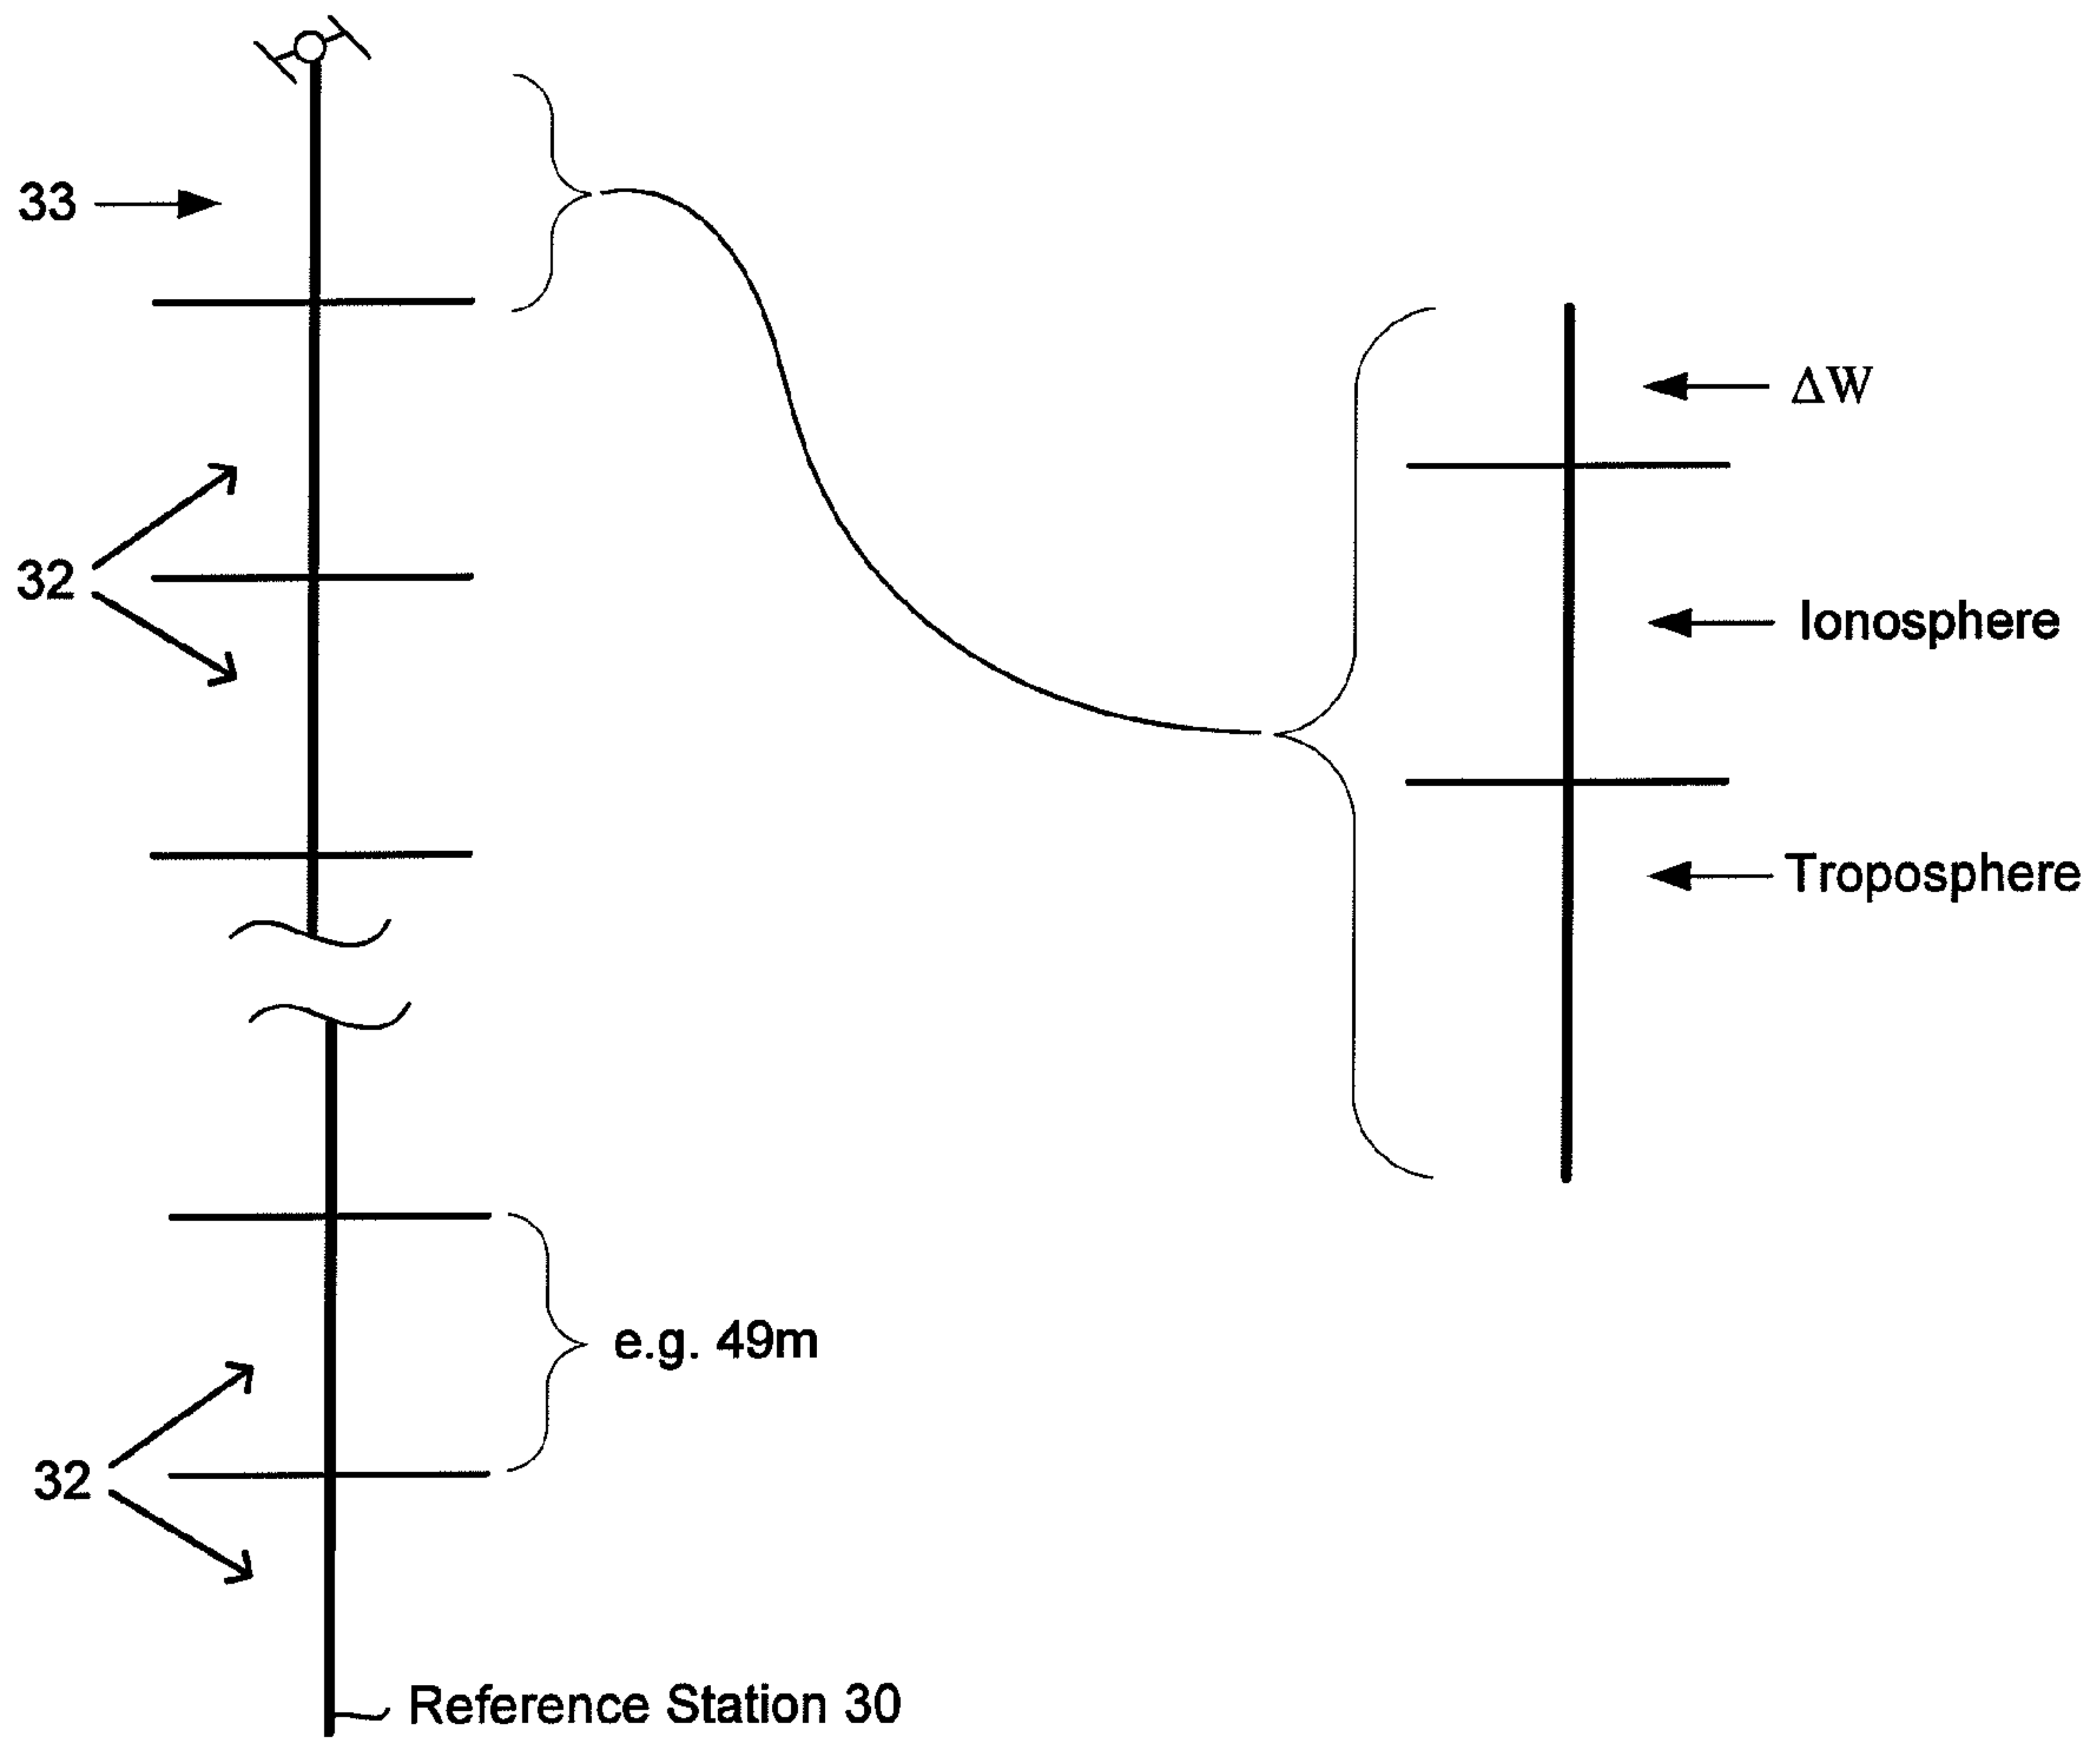 33
ΔW
32
Ionosphere
Troposphere
e.g. 49m
32
Reference Station 30